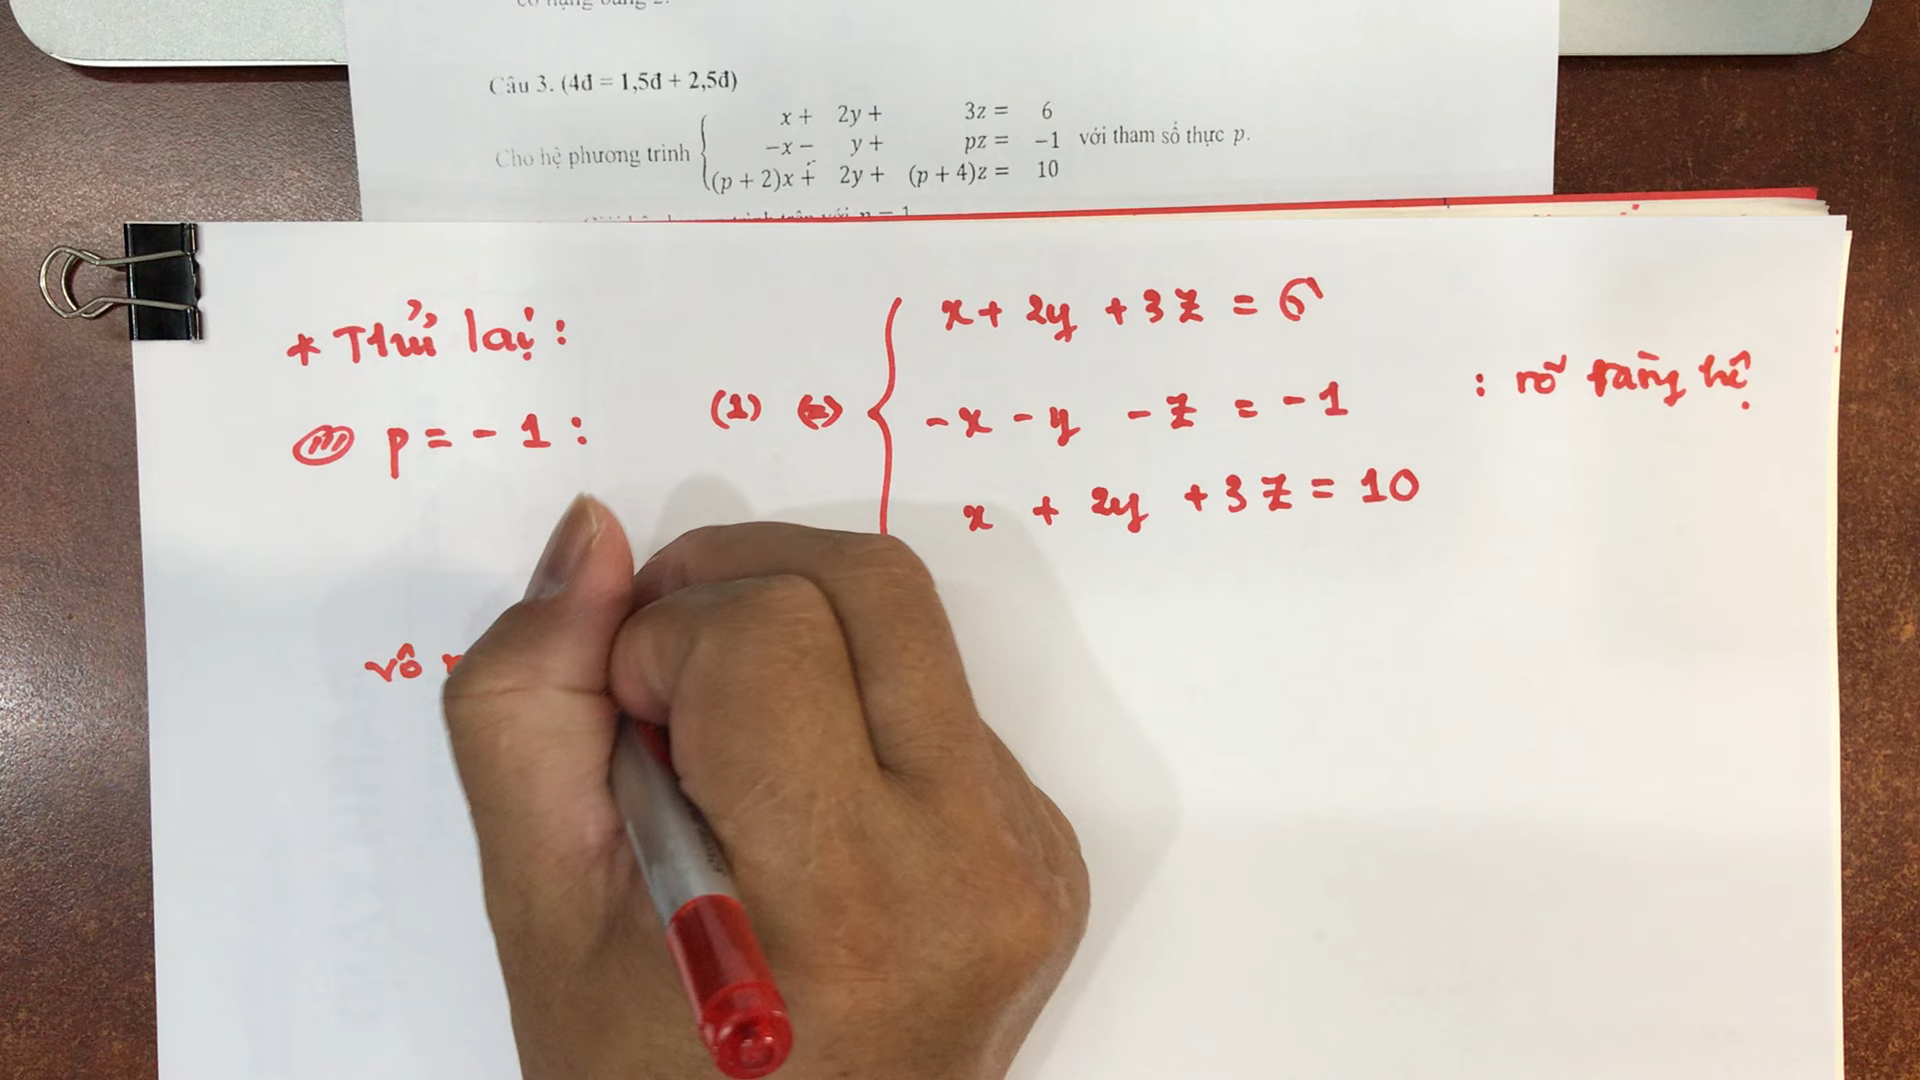 Câu 3. (4đ = 1,5đ + 2,5đ)
Cho hệ phương trình { x + 2y + 3z = 6
−x − y + pz = −1 với tham số thực p.
(p + 2)x + 2y + (p + 4)z = 10
* Thử lại :
x + 2y + 3z = 6
(1) p = - 1 : (1) (=) { - x - y - z = - 1 : rõ ràng hệ
x + 2y + 3z = 10
vô